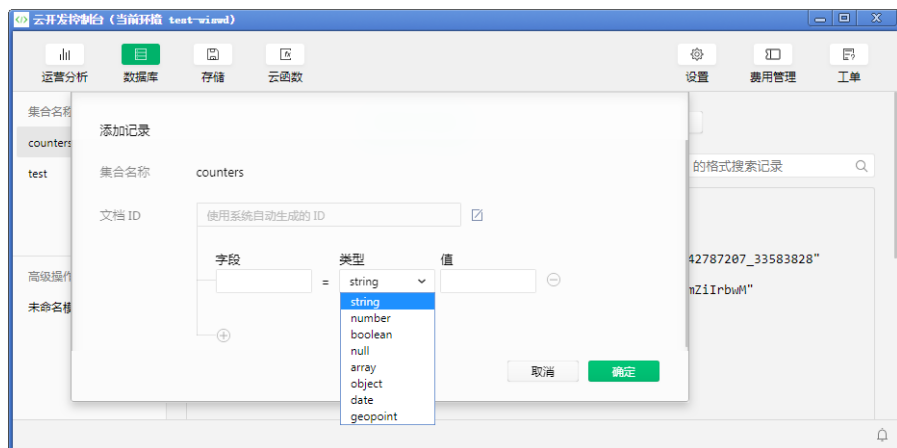 云开发控制台 (当前环境 test-winwd)
运营分析 数据库 存储 云函数 设置 费用管理 工单
集合名称
添加记录
counters
集合名称 counters
的格式搜索记录
test
文档 ID 使用系统自动生成的 ID
字段 类型 值
42787207_33583828"
高级操作
= string
mZiIrbwM"
string
未命名模
number
boolean
null
array
取消 确定
object
date
geopoint